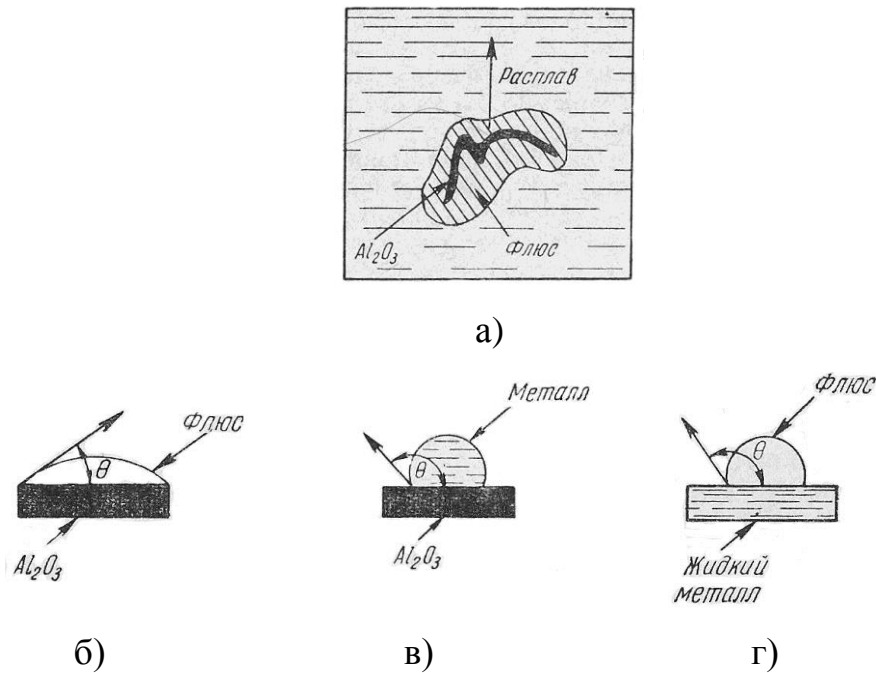 Расплав
Al₂O₃
Флюс
а)
Флюс
θ
Al₂O₃
Металл
θ
Al₂O₃
Флюс
θ
Жидкий
металл
б)
в)
г)